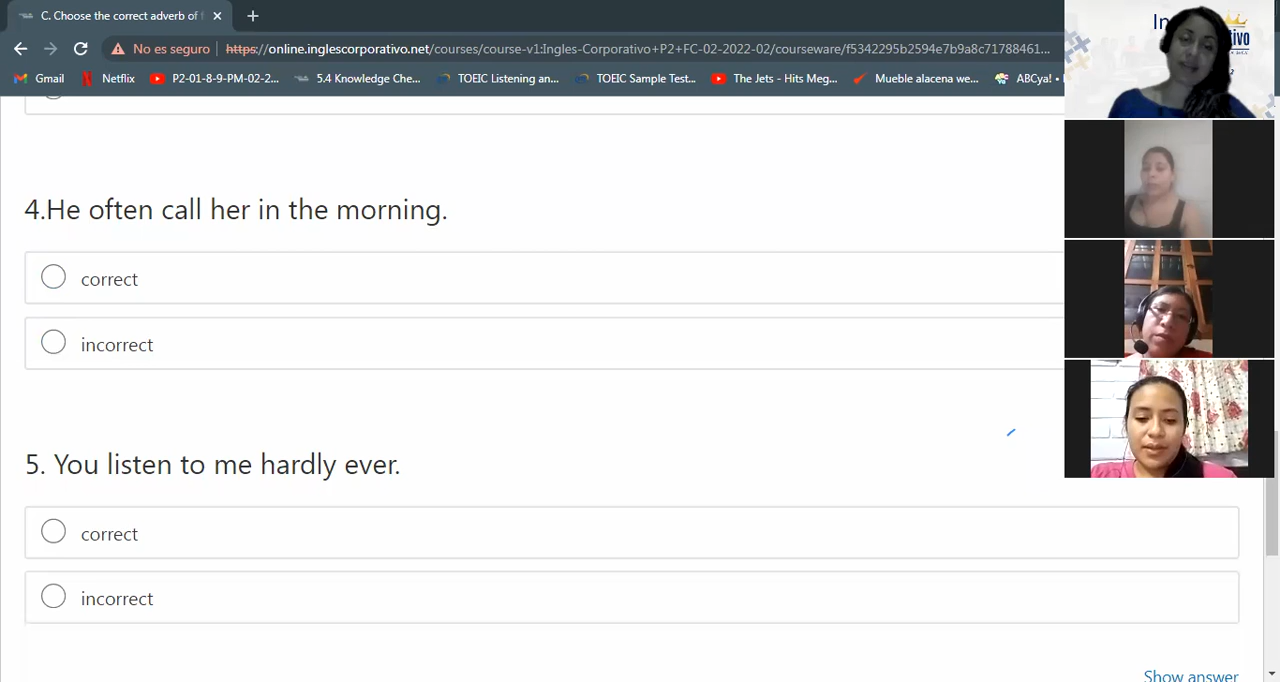 C. Choose the correct adverb of f
No es seguro
https://online.inglescorporativo.net/courses/course-v1:Ingles-Corporativo+P2+FC-02-2022-02/courseware/f5342295b2594e7b9a8c71788461...
Gmail
Netflix
P2-01-8-9-PM-02-2...
5.4 Knowledge Che...
TOEIC Listening an...
TOEIC Sample Test...
The Jets - Hits Meg...
Mueble alacena we...
ABCya! •
In
tivo
4.He often call her in the morning.
correct
incorrect
5. You listen to me hardly ever.
correct
incorrect
Show answer